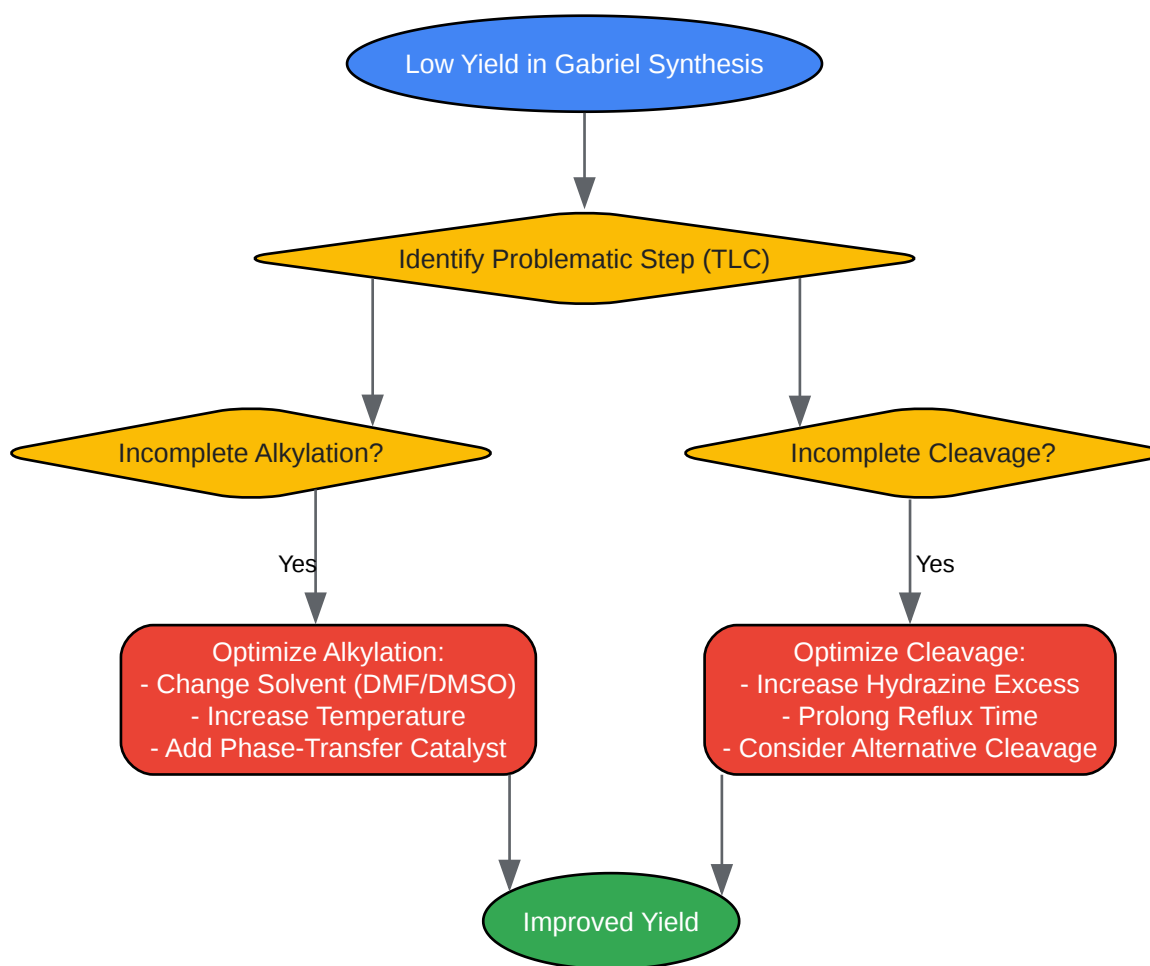 Low Yield in Gabriel Synthesis
Identify Problematic Step (TLC)
Incomplete Alkylation?
Incomplete Cleavage?
Yes
Yes
Optimize Alkylation:
- Change Solvent (DMF/DMSO)
- Increase Temperature
- Add Phase-Transfer Catalyst
Optimize Cleavage:
- Increase Hydrazine Excess
- Prolong Reflux Time
- Consider Alternative Cleavage
Improved Yield